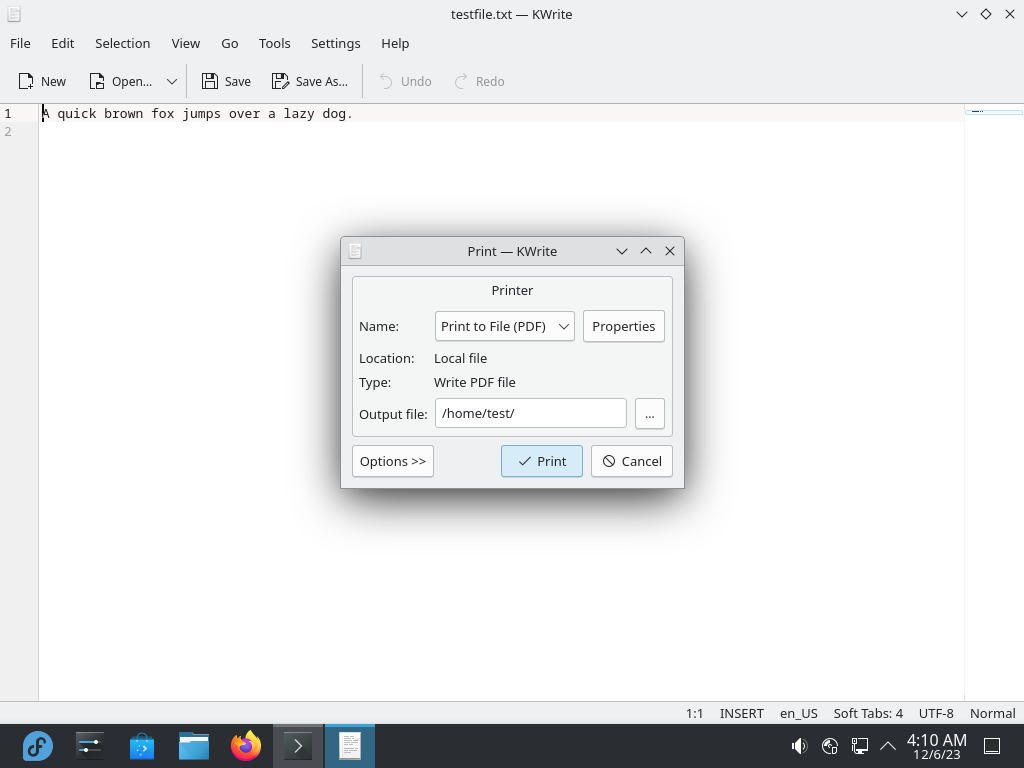 testfile.txt — KWrite
File Edit Selection View Go Tools Settings Help
New Open... Save Save As... Undo Redo
1 A quick brown fox jumps over a lazy dog.
2
Print — KWrite
Printer
Name: Print to File (PDF) Properties
Location: Local file
Type: Write PDF file
Output file: /home/test/ ...
Options >> Print Cancel
1:1 INSERT en_US Soft Tabs: 4 UTF-8 Normal
4:10 AM
12/6/23